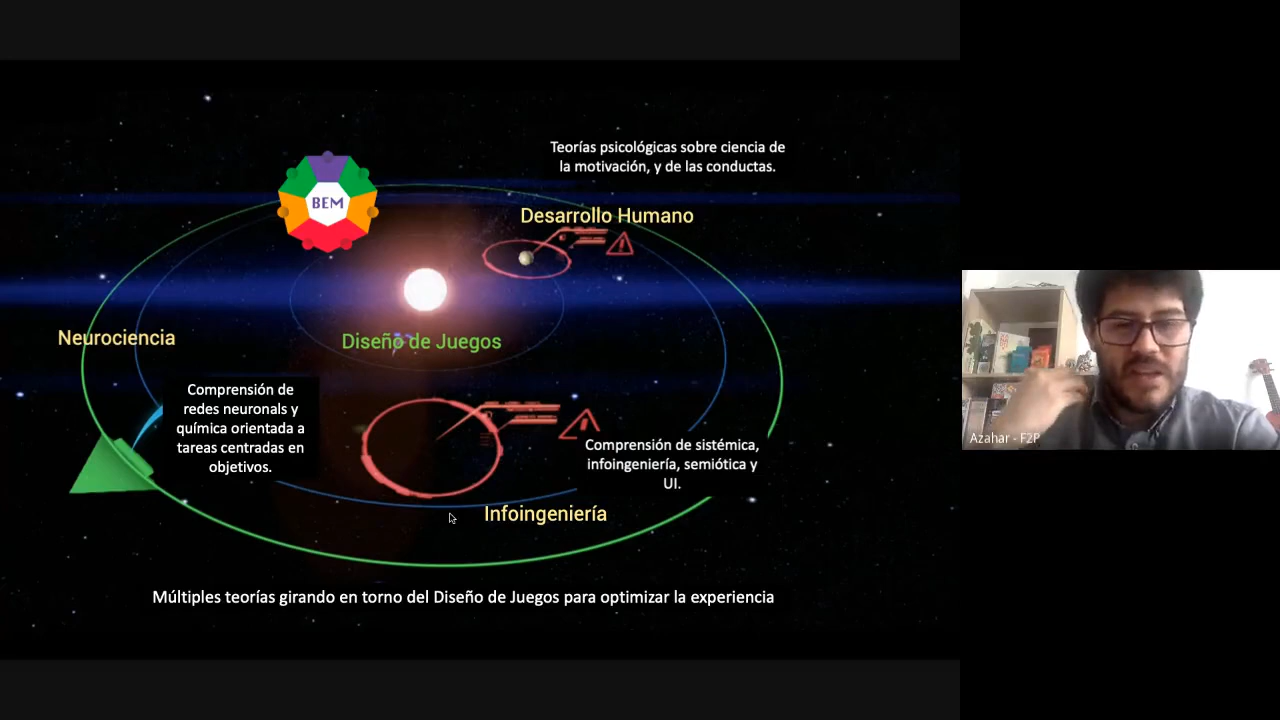 Teorías psicológicas sobre ciencia de
la motivación, y de las conductas.
BEM
Desarrollo Humano
Neurociencia
Diseño de Juegos
Comprensión de
redes neuronals y
química orientada a
tareas centradas en
objetivos.
Comprensión de sistémica,
infoingeniería, semiótica y
UI.
Infoingeniería
Múltiples teorías girando en torno del Diseño de Juegos para optimizar la experiencia
Azahar - F2P